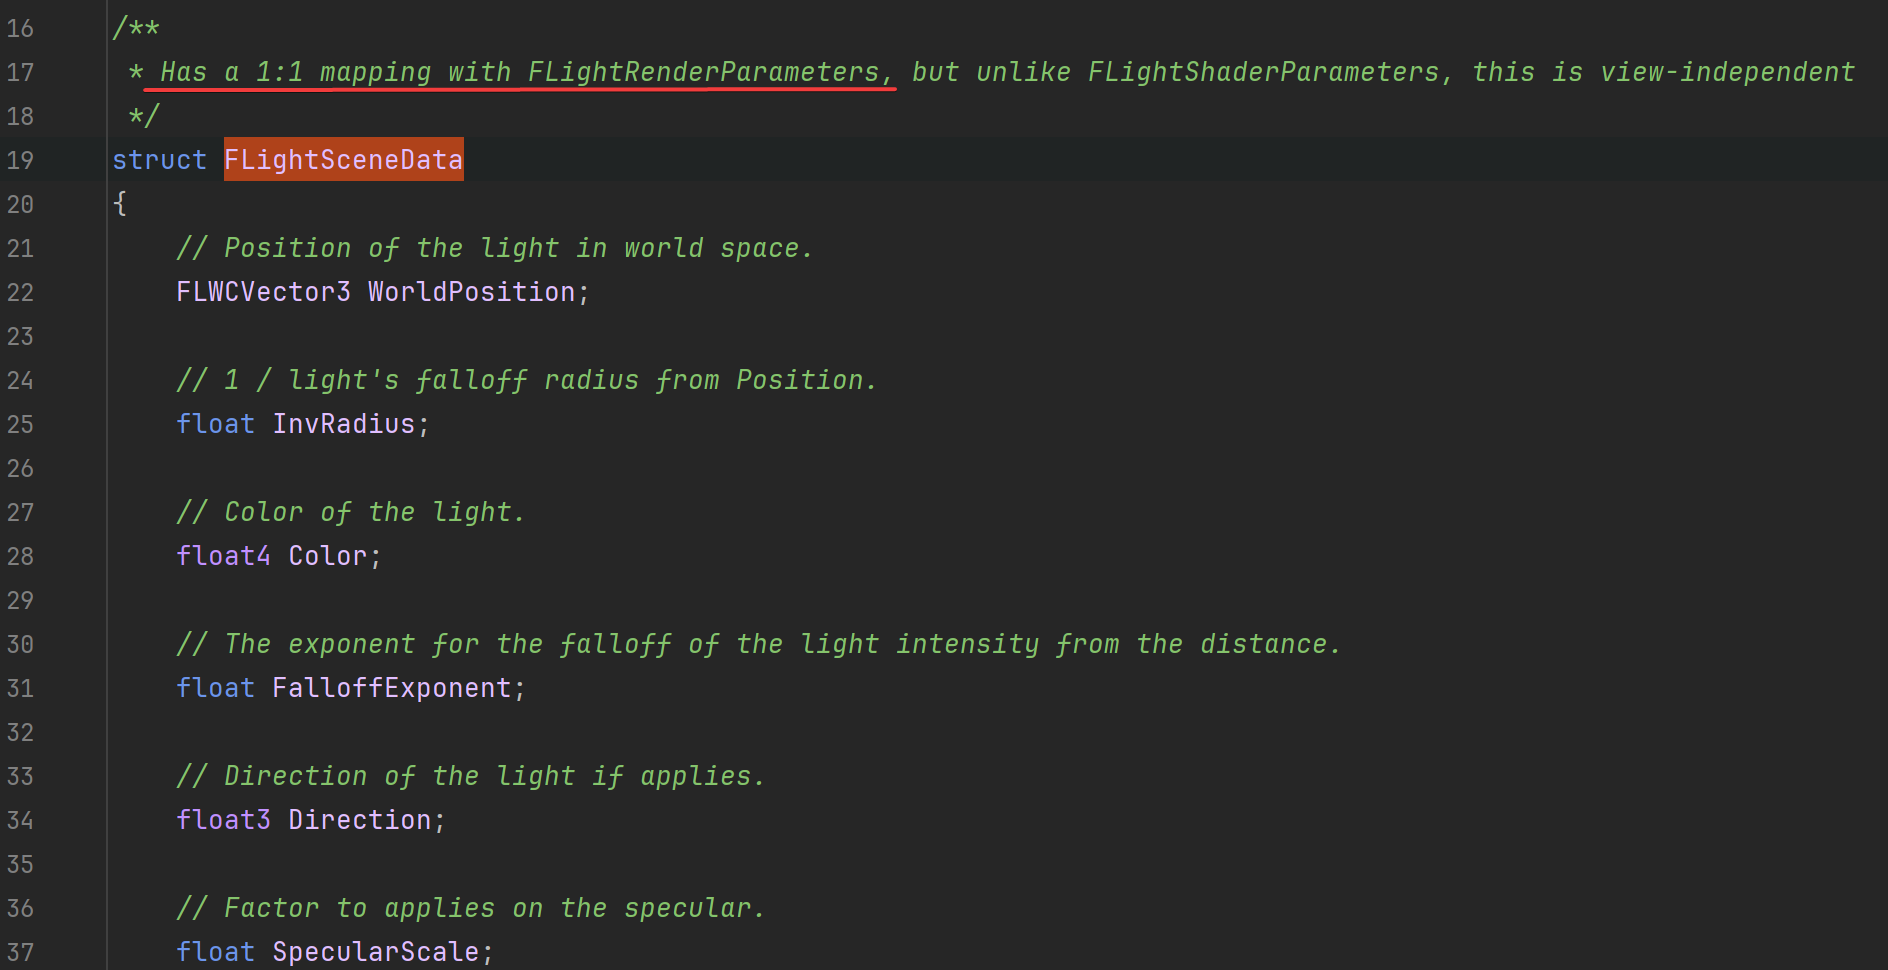 16 /**
17 * Has a 1:1 mapping with FLightRenderParameters, but unlike FLightShaderParameters, this is view-independent
18 */
19 struct FLightSceneData
20 {
21 // Position of the light in world space.
22 FLWCVector3 WorldPosition;
23
24 // 1 / light's falloff radius from Position.
25 float InvRadius;
26
27 // Color of the light.
28 float4 Color;
29
30 // The exponent for the falloff of the light intensity from the distance.
31 float FalloffExponent;
32
33 // Direction of the light if applies.
34 float3 Direction;
35
36 // Factor to applies on the specular.
37 float SpecularScale;